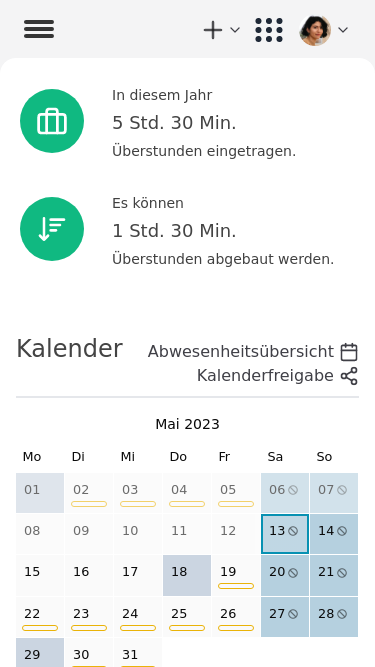 In diesem Jahr
5 Std. 30 Min.
Überstunden eingetragen.
Es können
1 Std. 30 Min.
Überstunden abgebaut werden.
Kalender
Abwesenheitsübersicht
Kalenderfreigabe
Mai 2023
Mo Di Mi Do Fr Sa So
01 02 03 04 05 06 07
08 09 10 11 12 13 14
15 16 17 18 19 20 21
22 23 24 25 26 27 28
29 30 31